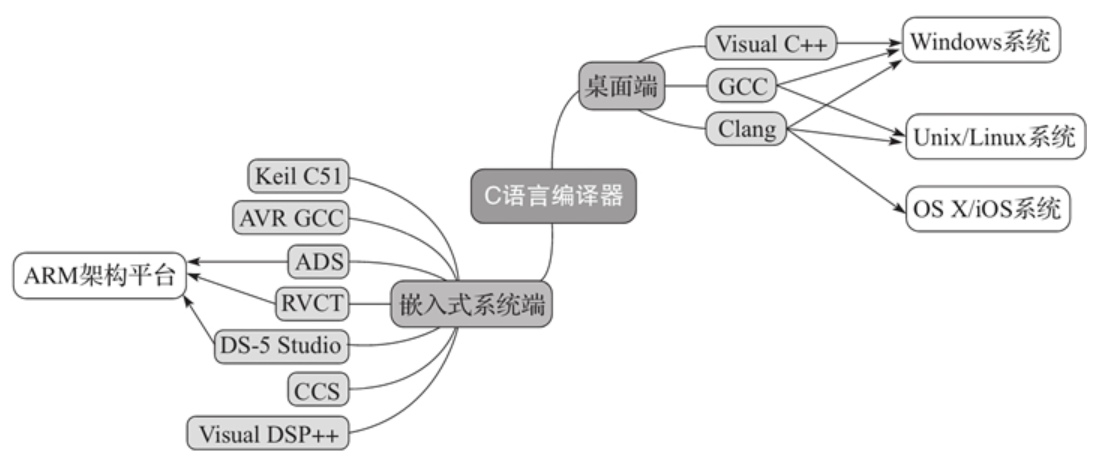 Visual C++
Windows系统
桌面端
GCC
Clang
Unix/Linux系统
Keil C51
C语言编译器
AVR GCC
OS X/iOS系统
ADS
ARM架构平台
RVCT
嵌入式系统端
DS-5 Studio
CCS
Visual DSP++